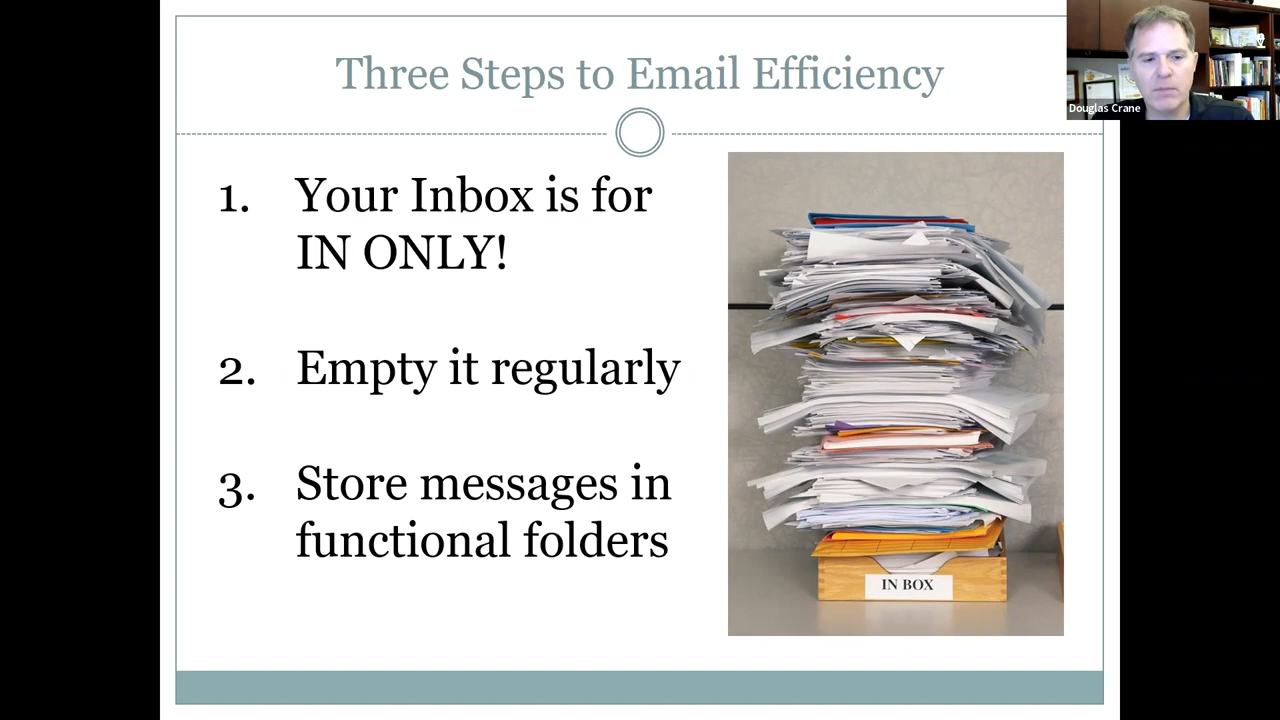 Three Steps to Email Efficiency
Douglas Crane
1. Your Inbox is for
IN ONLY!
2. Empty it regularly
3. Store messages in
functional folders
IN BOX